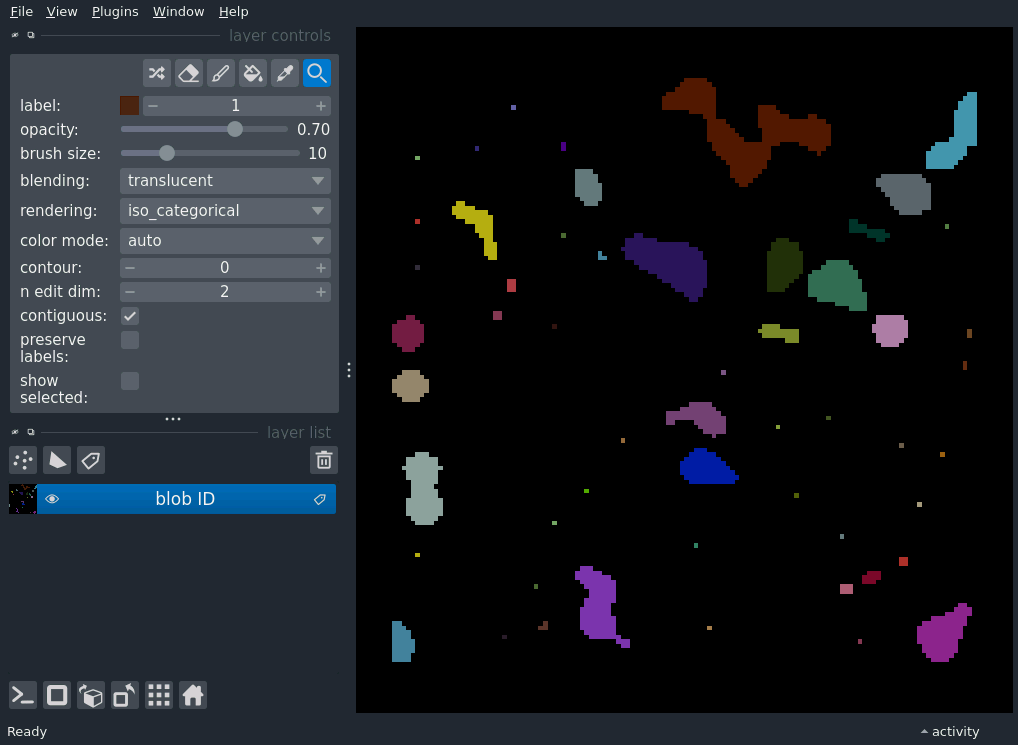 File View Plugins Window Help
layer controls
label: 1
opacity: 0.70
brush size: 10
blending: translucent
rendering: iso_categorical
color mode: auto
contour: 0
n edit dim: 2
contiguous:
preserve
labels:
show
selected:
layer list
blob ID
Ready
activity